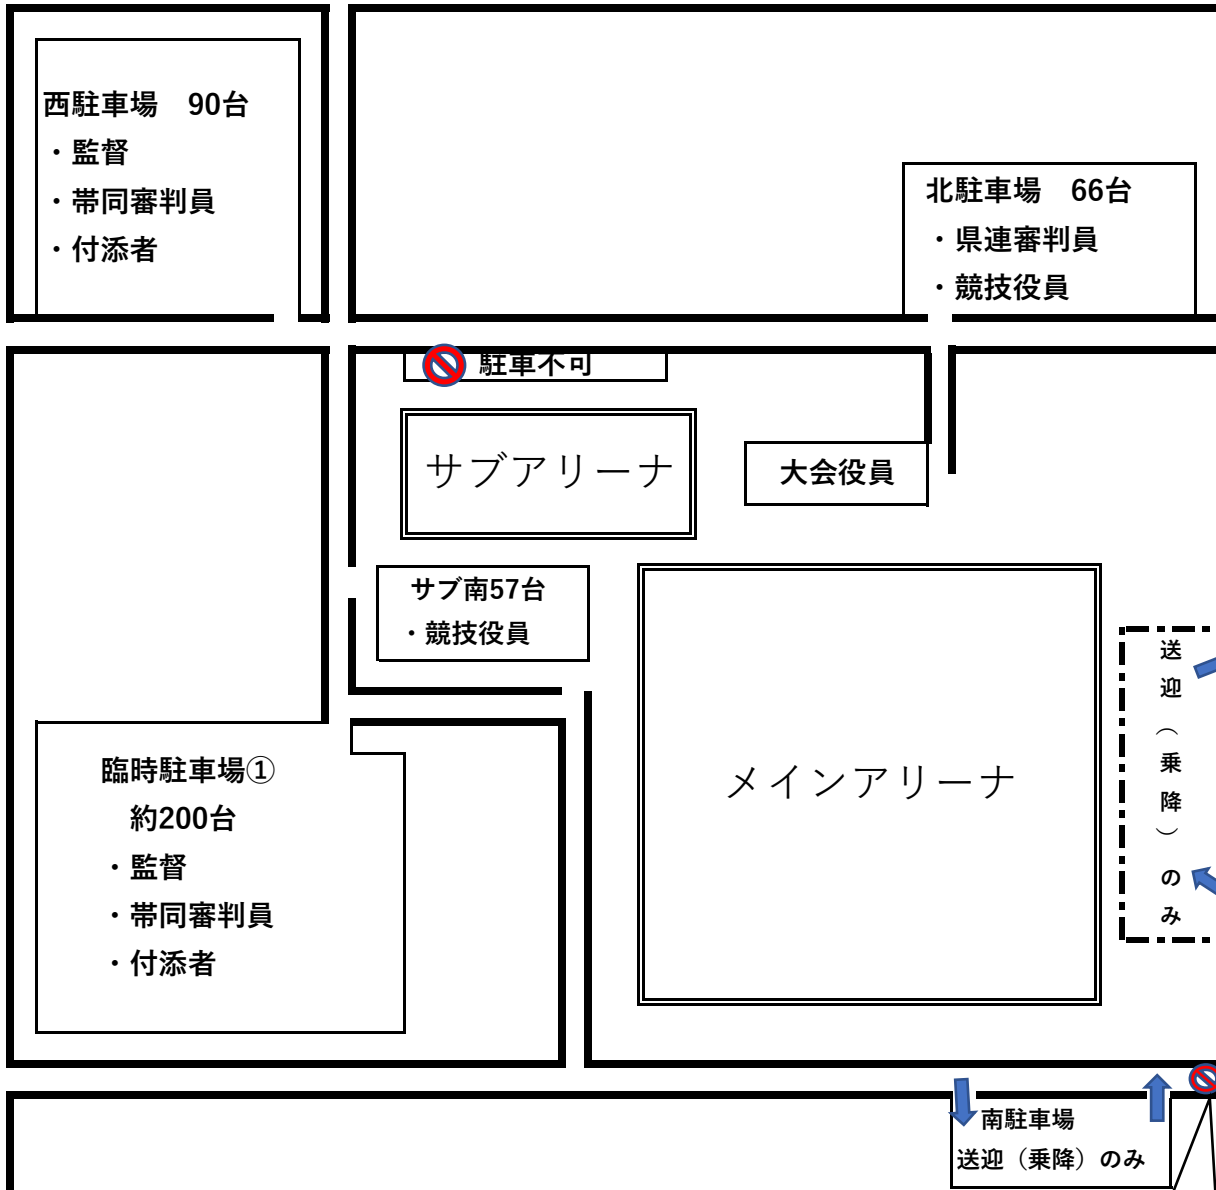 西駐車場　90台
・監督
・帯同審判員
・付添者
北駐車場　66台
・県連審判員
・競技役員
駐車不可
サブアリーナ
大会役員
サブ南57台
・競技役員
メインアリーナ
送迎（乗降）のみ
臨時駐車場①
約200台
・監督
・帯同審判員
・付添者
南駐車場
送迎（乗降）のみ